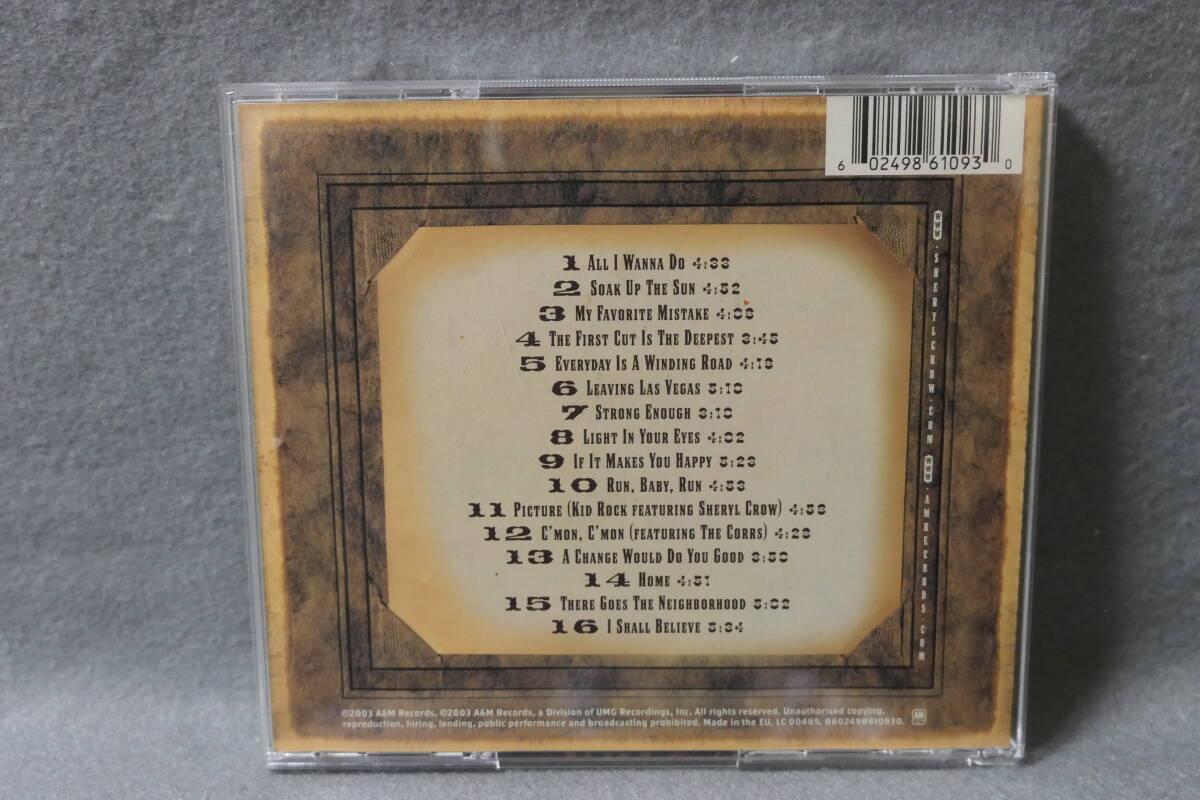 6 02498 61093 0
1 All I Wanna Do 4:33
2 Soak Up The Sun 4:52
3 My Favorite Mistake 4:08
4 The First Cut Is The Deepest 3:45
5 Everyday Is A Winding Road 4:18
6 Leaving Las Vegas 5:10
7 Strong Enough 3:10
8 Light In Your Eyes 4:02
9 If It Makes You Happy 5:23
10 Run, Baby, Run 4:53
11 Picture (Kid Rock featuring Sheryl Crow) 4:58
12 C'mon, C'mon (featuring The Corrs) 4:28
13 A Change Would Do You Good 3:50
14 Home 4:51
15 There Goes The Neighborhood 5:02
16 I Shall Believe 5:34
WWW.SHERYLCROW.COM WWW.AMRECORDS.COM
℗2003 A&M Records. ©2003 A&M Records, a Division of UMG Recordings, Inc. All rights reserved. Unauthorised copying,
reproduction, hiring, lending, public performance and broadcasting prohibited. Made in the EU. LC 00485. 0602498610930.